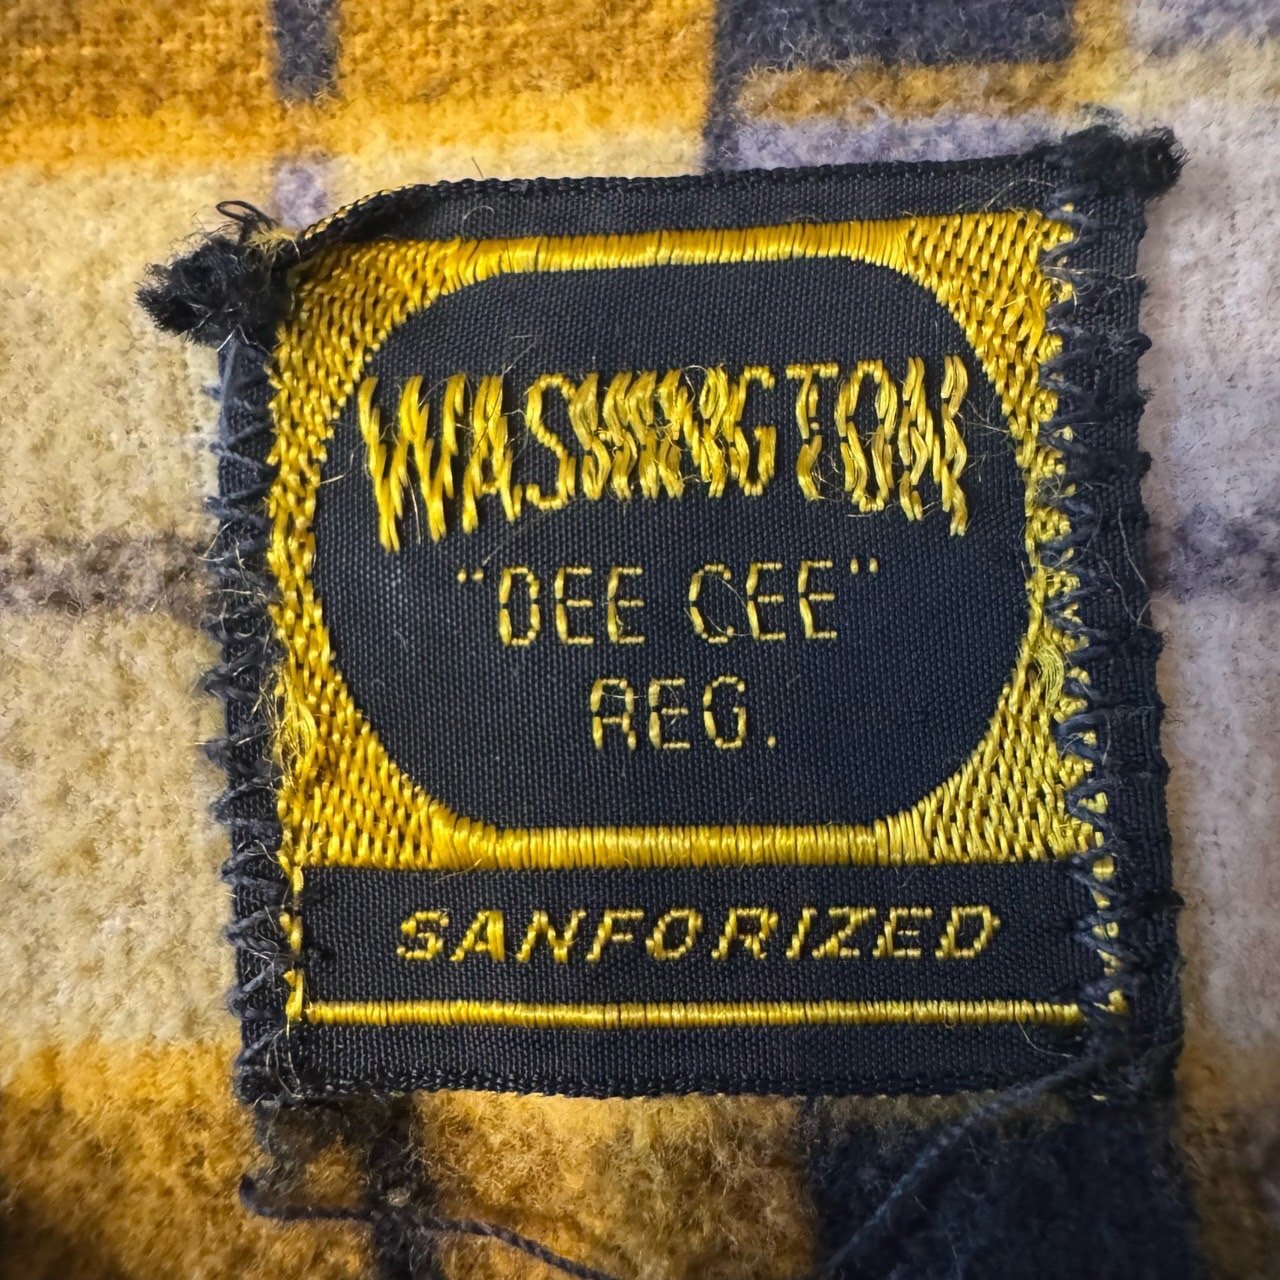 WASHINGTON
"DEE CEE"
REG.
SANFORIZED